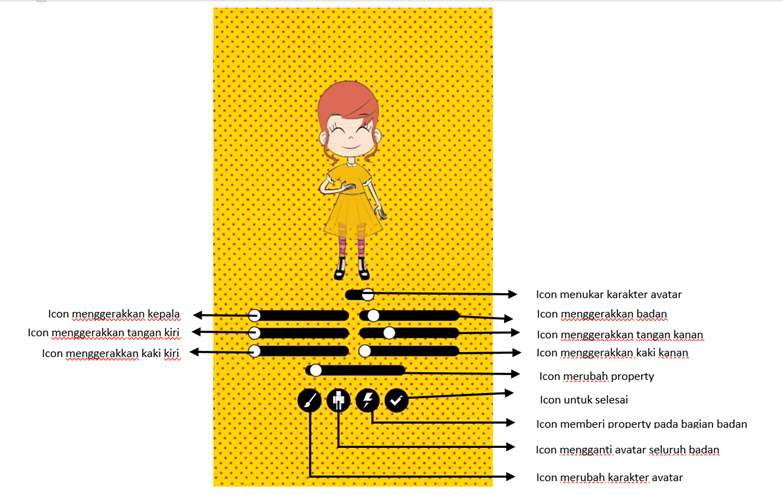 Icon menukar karakter avatar
Icon menggerakkan kepala
Icon menggerakkan badan
Icon menggerakkan tangan kiri
Icon menggerakkan tangan kanan
Icon menggerakkan kaki kiri
Icon menggerakkan kaki kanan
Icon merubah property
Icon untuk selesai
Icon memberi property pada bagian badan
Icon mengganti avatar seluruh badan
Icon merubah karakter avatar